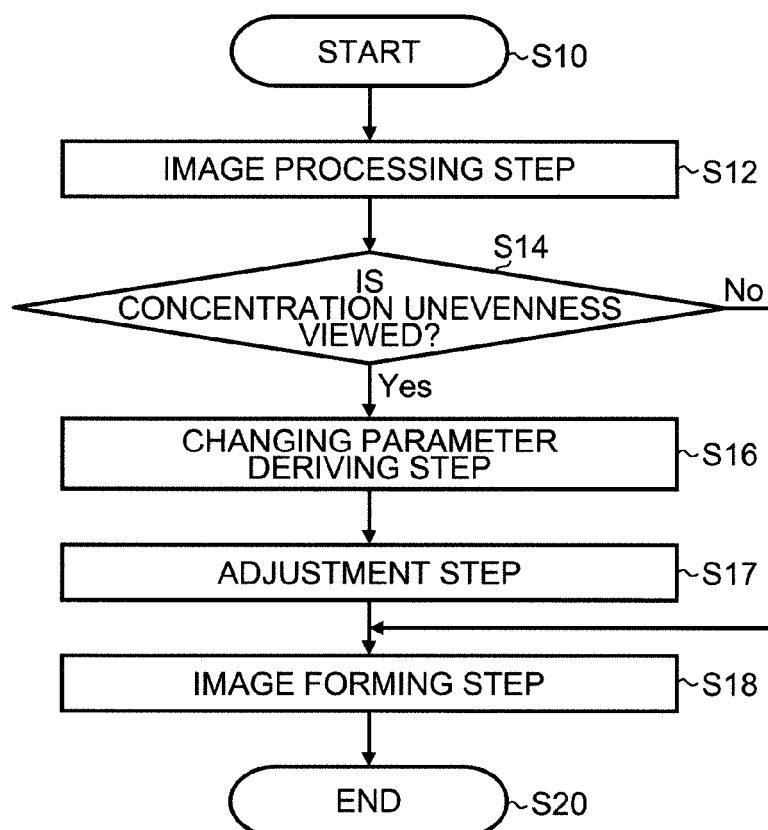 START
S10
IMAGE PROCESSING STEP
S12
S14
IS
CONCENTRATION UNEVENNESS
VIEWED?
No
Yes
CHANGING PARAMETER
DERIVING STEP
S16
ADJUSTMENT STEP
S17
IMAGE FORMING STEP
S18
END
S20